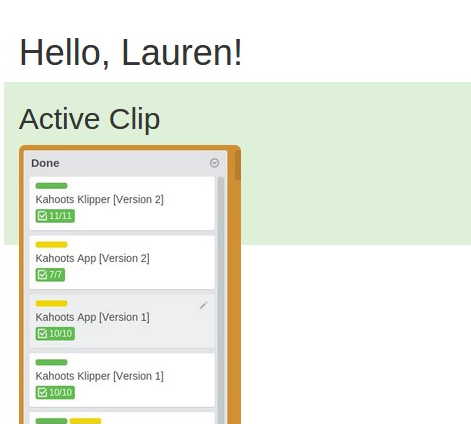 Hello, Lauren!
Active Clip
Done
Kahoots Klipper [Version 2]
11/11
Kahoots App [Version 2]
7/7
Kahoots App [Version 1]
10/10
Kahoots Klipper [Version 1]
10/10